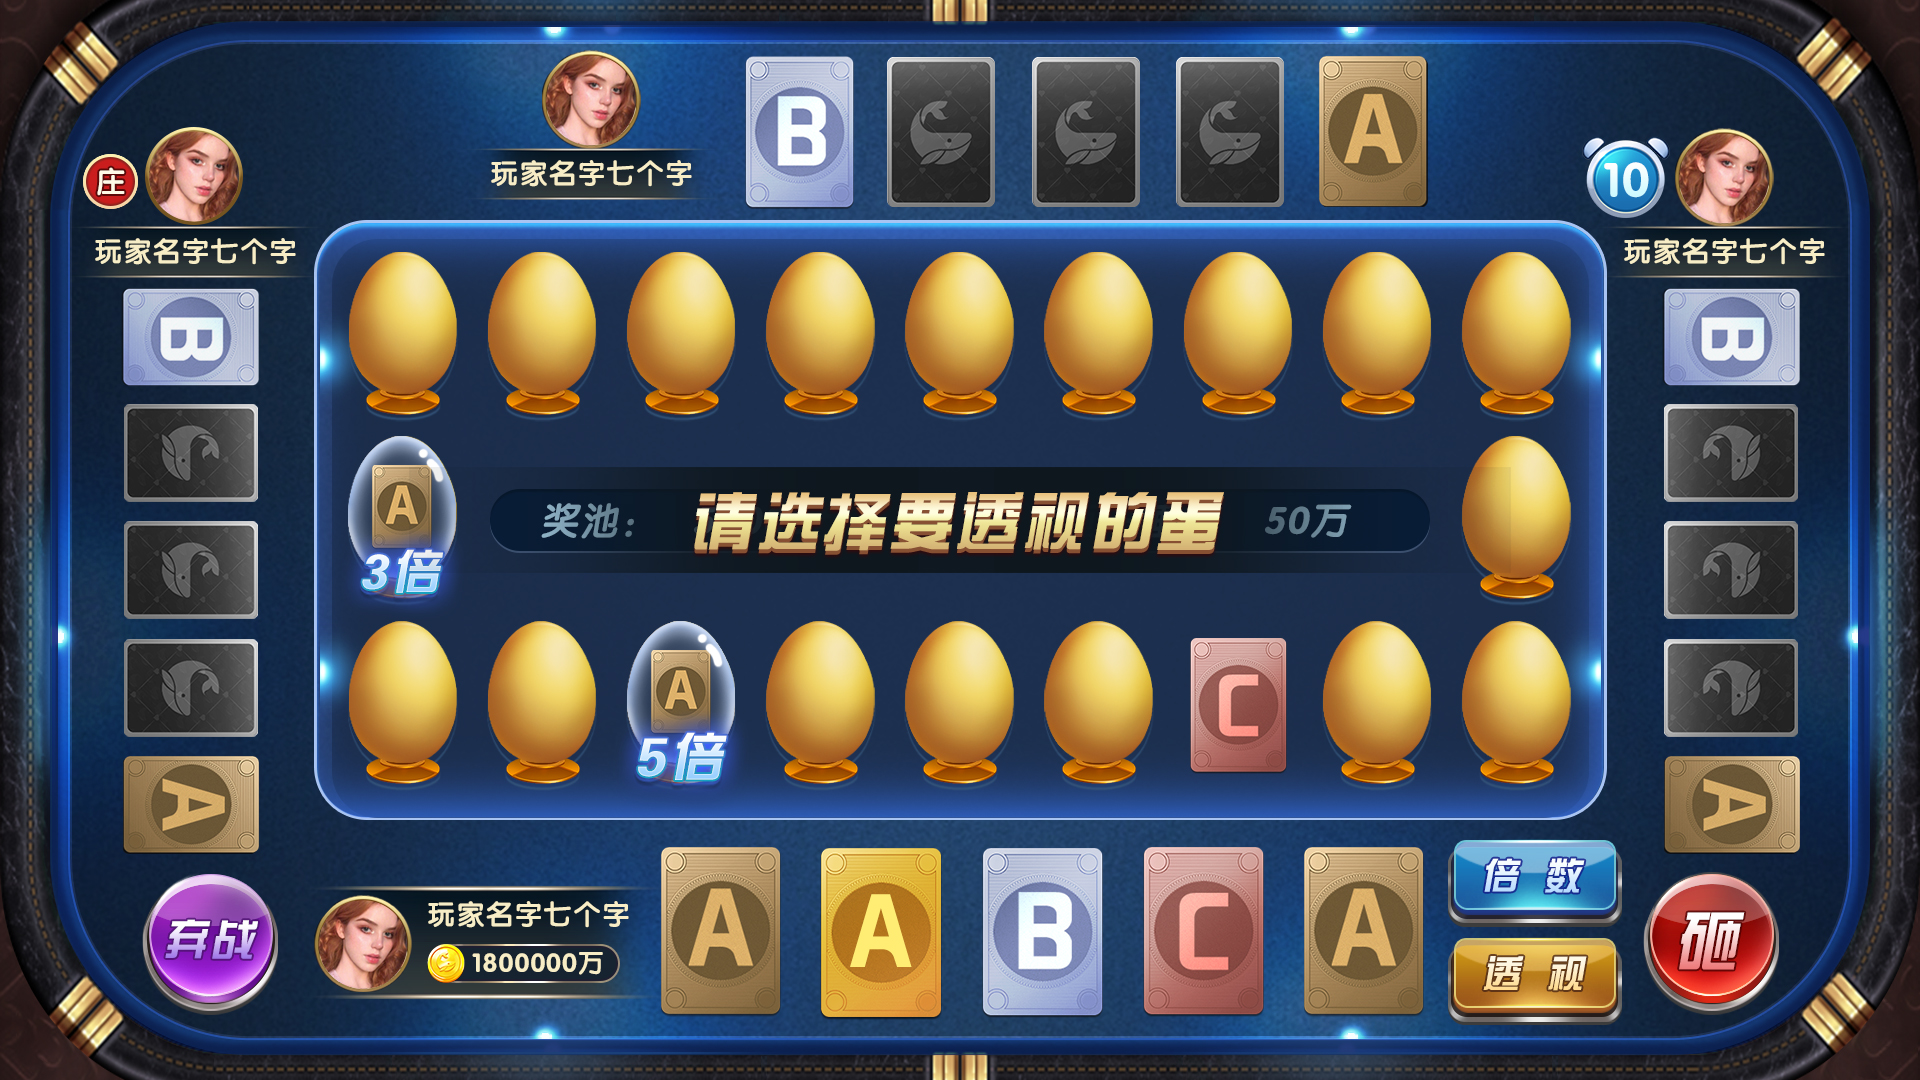 B
A
玩家名字七个字
庄
10
玩家名字七个字
玩家名字七个字
B
B
A
3倍
奖池：
请选择要透视的蛋
50万
A
5倍
C
A
A
弃战
玩家名字七个字
1800000万
A
A
B
C
A
倍 数
透 视
砸